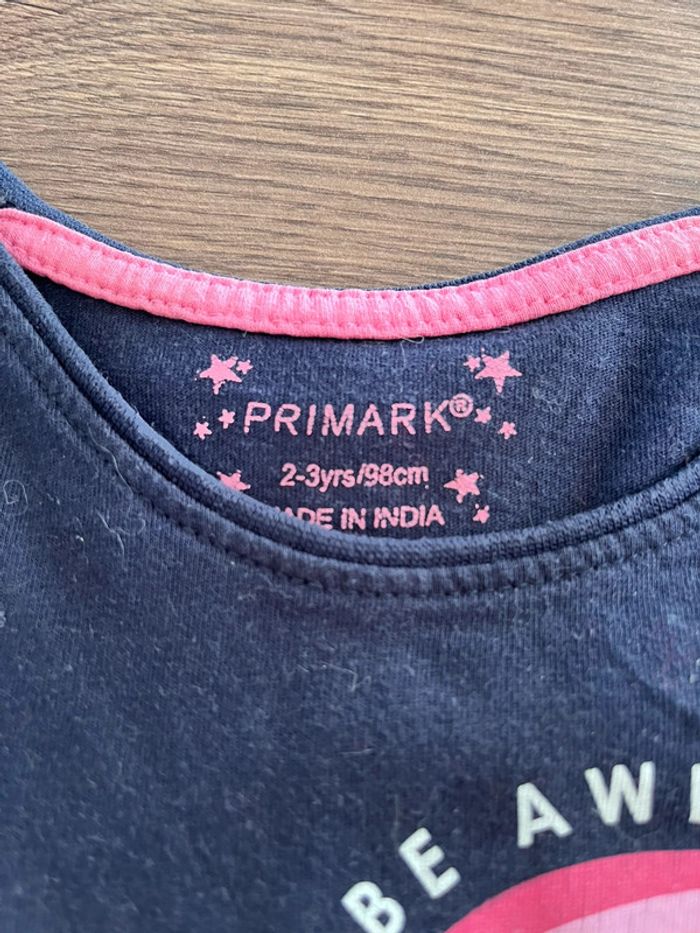 PRIMARK®
2-3yrs/98cm
IN INDIA
BE